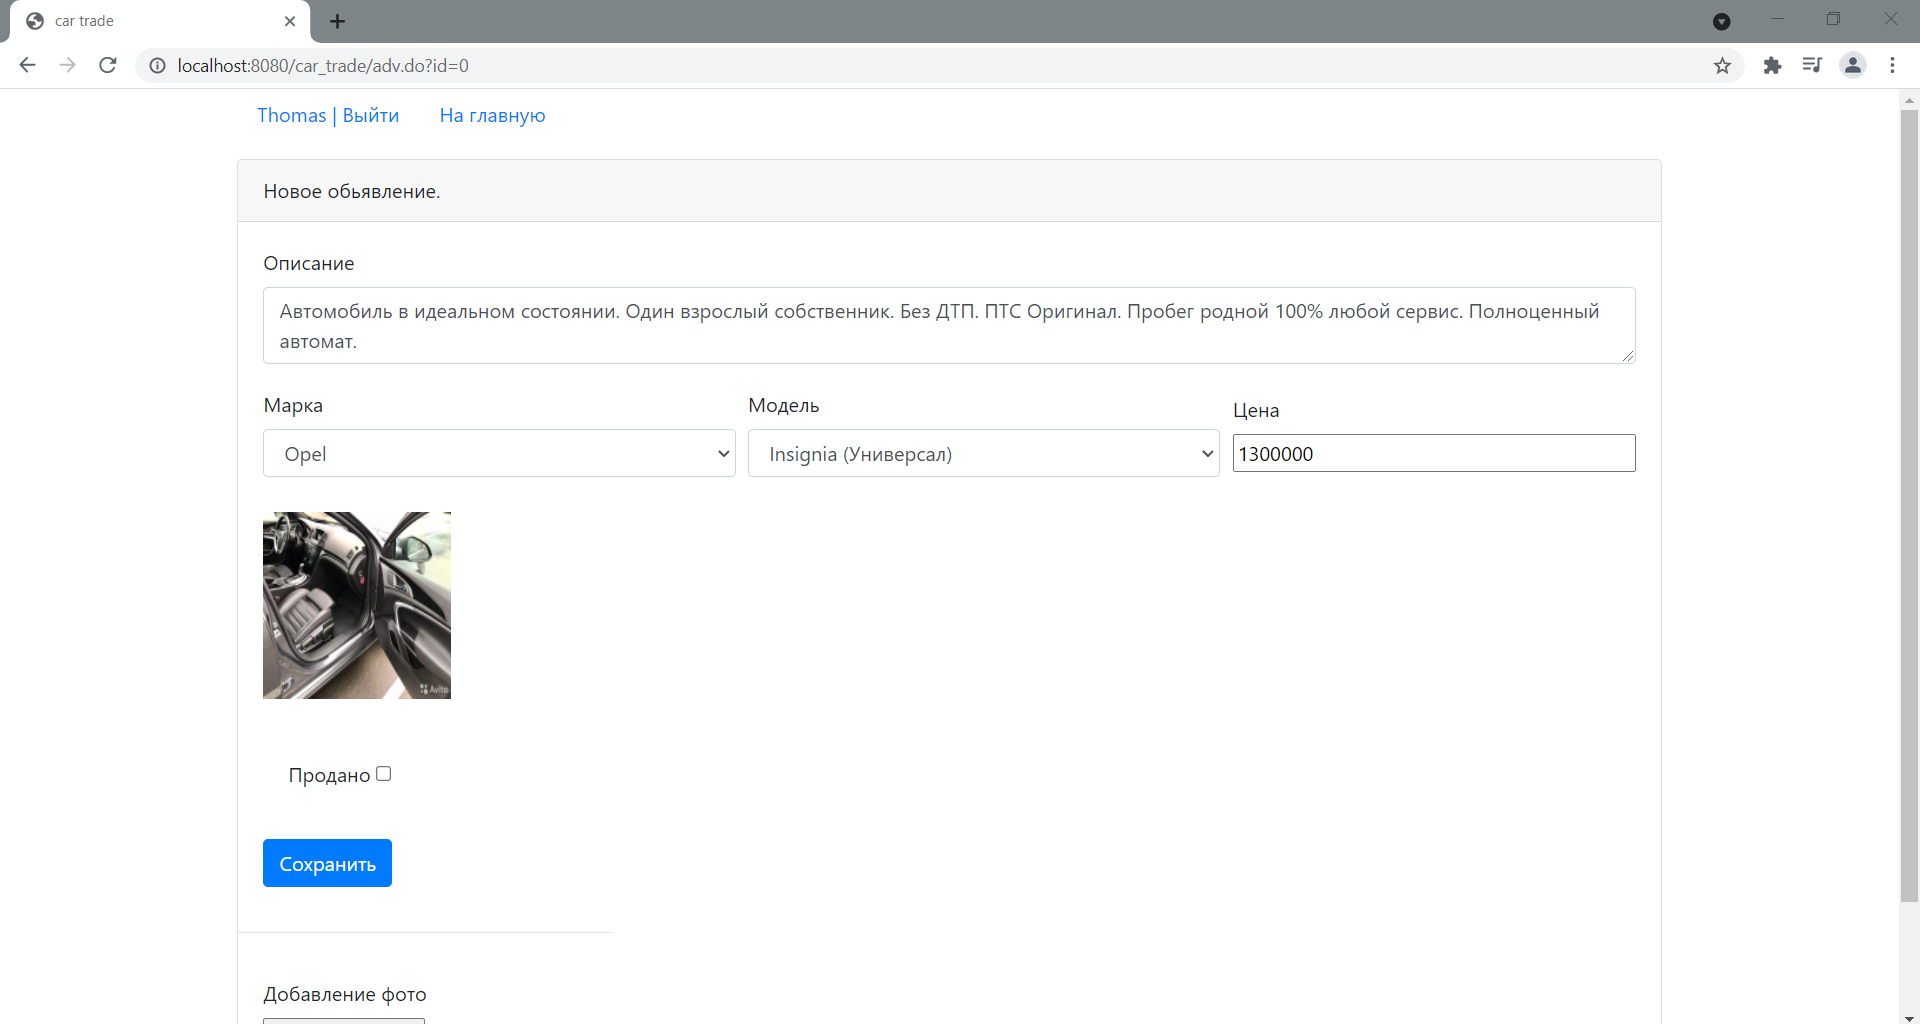 car trade
localhost:8080/car_trade/adv.do?id=0
Thomas | Выйти На главную
Новое обьявление.
Описание
Автомобиль в идеальном состоянии. Один взрослый собственник. Без ДТП. ПТС Оригинал. Пробег родной 100% любой сервис. Полноценный
автомат.
Марка Модель Цена
Opel Insignia (Универсал) 1300000
Avito
Продано
Сохранить
Добавление фото